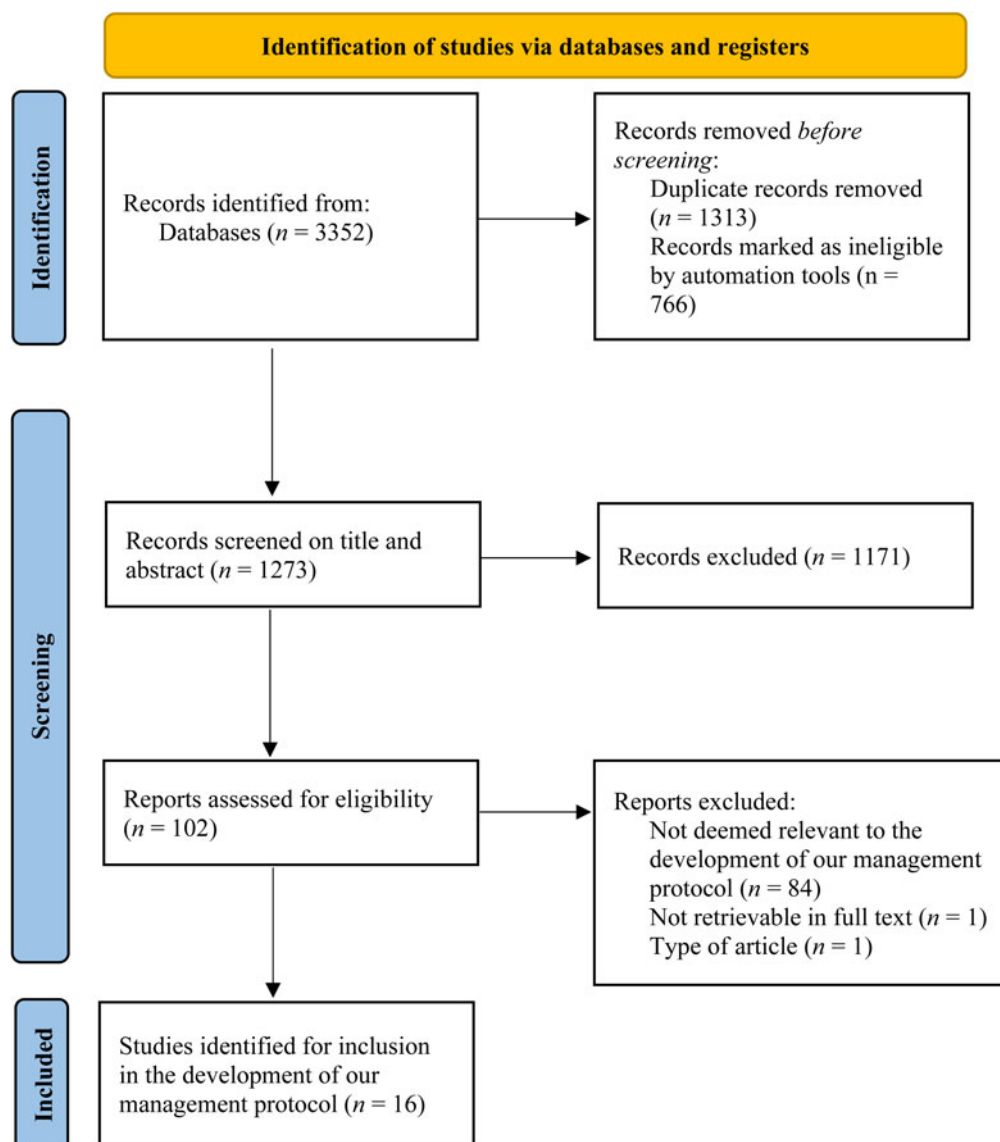 Identification of studies via databases and registers
Identification
Records identified from:
Databases (n = 3352)
Records removed before
screening:
Duplicate records removed
(n = 1313)
Records marked as ineligible
by automation tools (n =
766)
Screening
Records screened on title and
abstract (n = 1273)
Records excluded (n = 1171)
Reports assessed for eligibility
(n = 102)
Reports excluded:
Not deemed relevant to the
development of our management
protocol (n = 84)
Not retrievable in full text (n = 1)
Type of article (n = 1)
Included
Studies identified for inclusion
in the development of our
management protocol (n = 16)